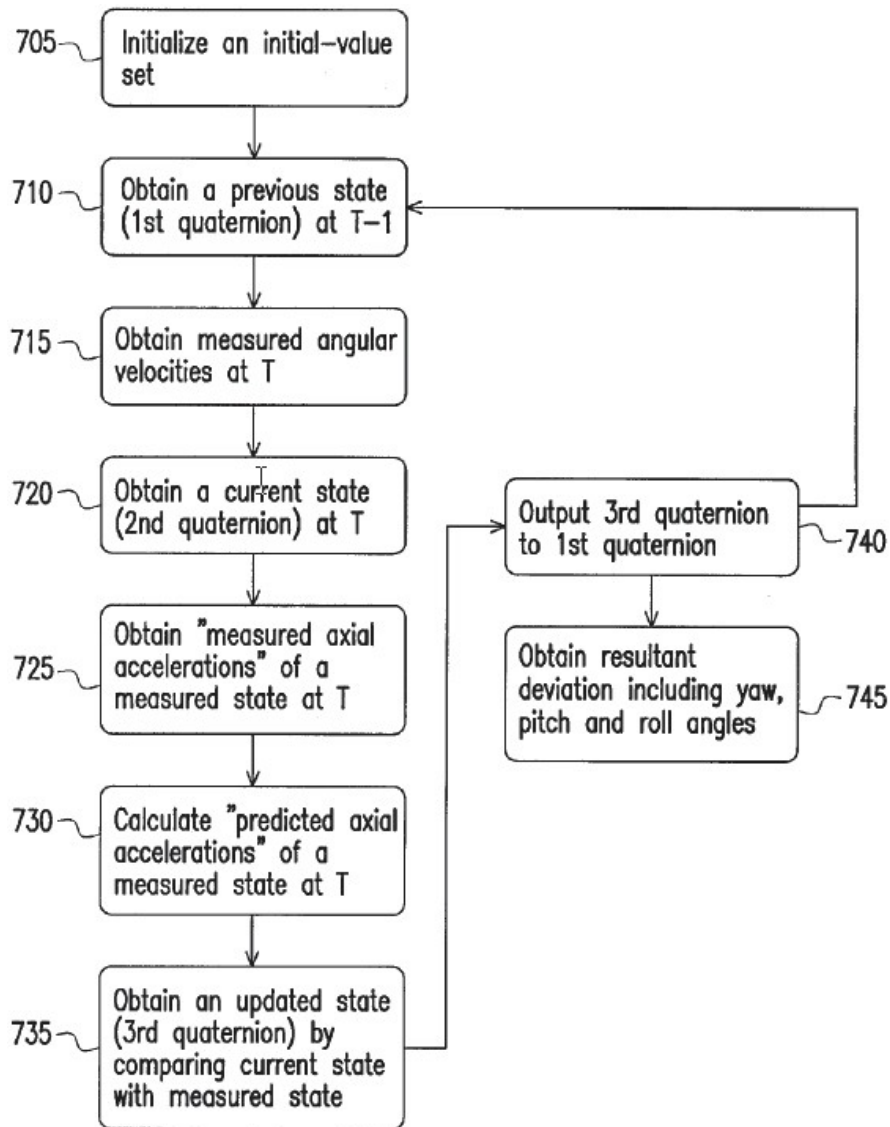 705
Initialize an initial-value
set
710
Obtain a previous state
(1st quaternion) at T-1
715
Obtain measured angular
velocities at T
720
Obtain a current state
(2nd quaternion) at T
725
Obtain "measured axial
accelerations" of a
measured state at T
730
Calculate "predicted axial
accelerations" of a
measured state at T
735
Obtain an updated state
(3rd quaternion) by
comparing current state
with measured state
Output 3rd quaternion
to 1st quaternion
740
Obtain resultant
deviation including yaw,
pitch and roll angles
745